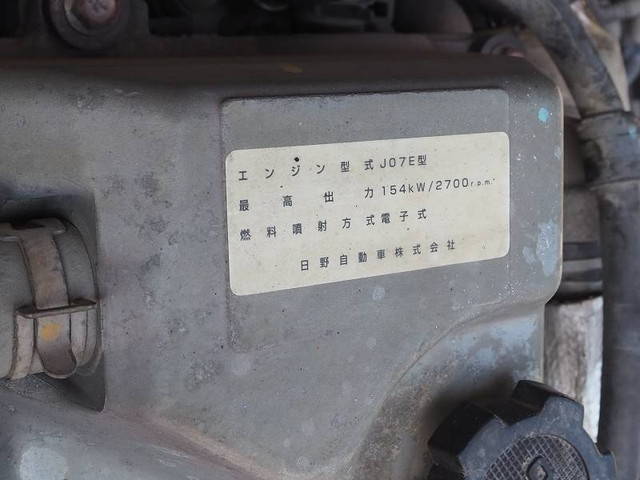 エンジン型式J07E型
最高出力154kW/2700r.p.m.
燃料噴射方式電子式
日野自動車株式会社